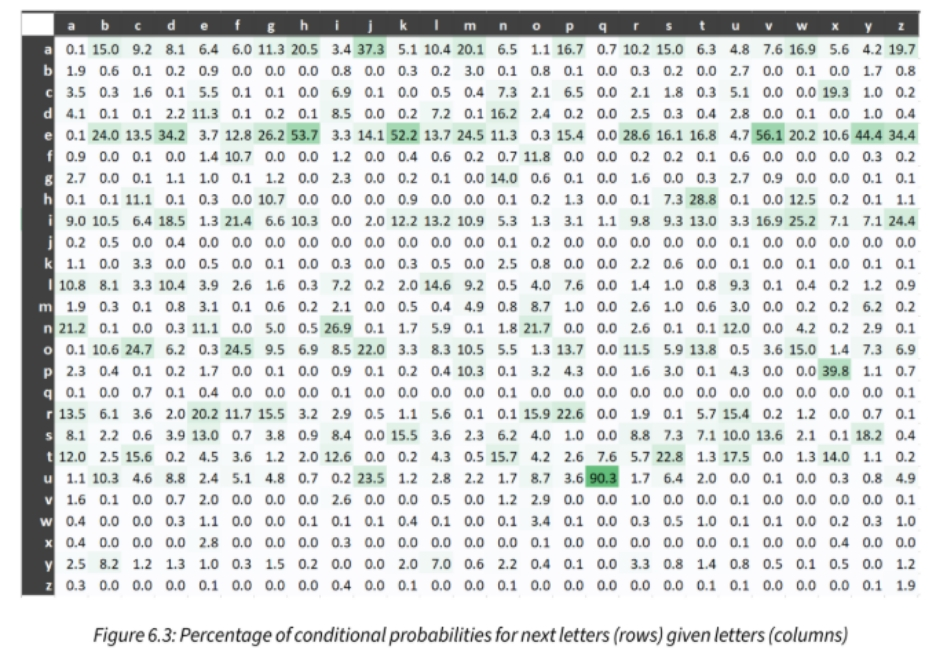 a b c d e f g h i j k l m n o p q r s t u v w x y z
a 0.1 15.0 9.2 8.1 6.4 6.0 11.3 20.5 3.4 37.3 5.1 10.4 20.1 6.5 1.1 16.7 0.7 10.2 15.0 6.3 4.8 7.6 16.9 5.6 4.2 19.7
b 1.9 0.6 0.1 0.2 0.9 0.0 0.0 0.0 0.8 0.0 0.3 0.2 3.0 0.1 0.8 0.1 0.0 0.3 0.2 0.0 2.7 0.0 0.1 0.0 1.7 0.8
c 3.5 0.3 1.6 0.1 5.5 0.1 0.1 0.0 6.9 0.1 0.0 0.5 0.4 7.3 2.1 6.5 0.0 2.1 1.8 0.3 5.1 0.0 0.0 19.3 1.0 0.2
d 4.1 0.1 0.1 2.2 11.3 0.1 0.2 0.1 8.5 0.0 0.2 7.2 0.1 16.2 2.4 0.2 0.0 2.5 0.3 0.4 2.8 0.0 0.1 0.0 1.0 0.4
e 0.1 24.0 13.5 34.2 3.7 12.8 26.2 53.7 3.3 14.1 52.2 13.7 24.5 11.3 0.3 15.4 0.0 28.6 16.1 16.8 4.7 56.1 20.2 10.6 44.4 34.4
f 0.9 0.0 0.1 0.0 1.4 10.7 0.0 0.0 1.2 0.0 0.4 0.6 0.2 0.7 11.8 0.0 0.0 0.2 0.2 0.1 0.6 0.0 0.0 0.0 0.3 0.2
g 2.7 0.0 0.1 1.1 1.0 0.1 1.2 0.0 2.3 0.0 0.2 0.1 0.0 14.0 0.6 0.1 0.0 1.6 0.0 0.3 2.7 0.9 0.0 0.0 0.1 0.1
h 0.1 0.1 11.1 0.1 0.3 0.0 10.7 0.0 0.0 0.0 0.9 0.0 0.0 0.1 0.2 1.3 0.0 0.1 7.3 28.8 0.1 0.0 12.5 0.2 0.1 1.1
i 9.0 10.5 6.4 18.5 1.3 21.4 6.6 10.3 0.0 2.0 12.2 13.2 10.9 5.3 1.3 3.1 1.1 9.8 9.3 13.0 3.3 16.9 25.2 7.1 7.1 24.4
j 0.2 0.5 0.0 0.4 0.0 0.0 0.0 0.0 0.0 0.0 0.0 0.0 0.0 0.1 0.2 0.0 0.0 0.0 0.0 0.0 0.1 0.0 0.0 0.0 0.0 0.0
k 1.1 0.0 3.3 0.0 0.5 0.0 0.1 0.0 0.3 0.0 0.3 0.5 0.0 2.5 0.8 0.0 0.0 2.2 0.6 0.0 0.1 0.0 0.1 0.0 0.1 0.1
l 10.8 8.1 3.3 10.4 3.9 2.6 1.6 0.3 7.2 0.2 2.0 14.6 9.2 0.5 4.0 7.6 0.0 1.4 1.0 0.8 9.3 0.1 0.4 0.2 1.2 0.9
m 1.9 0.3 0.1 0.8 3.1 0.1 0.6 0.2 2.1 0.0 0.5 0.4 4.9 0.8 8.7 1.0 0.0 2.6 1.0 0.6 3.0 0.0 0.2 0.2 6.2 0.2
n 21.2 0.1 0.0 0.3 11.1 0.0 5.0 0.5 26.9 0.1 1.7 5.9 0.1 1.8 21.7 0.0 0.0 2.6 0.1 0.1 12.0 0.0 4.2 0.2 2.9 0.1
o 0.1 10.6 24.7 6.2 0.3 24.5 9.5 6.9 8.5 22.0 3.3 8.3 10.5 5.5 1.3 13.7 0.0 11.5 5.9 13.8 0.5 3.6 15.0 1.4 7.3 6.9
p 2.3 0.4 0.1 0.2 1.7 0.0 0.1 0.0 0.9 0.1 0.2 0.4 10.3 0.1 3.2 4.3 0.0 1.6 3.0 0.1 4.3 0.0 0.0 39.8 1.1 0.7
q 0.1 0.0 0.7 0.1 0.4 0.0 0.0 0.0 0.1 0.0 0.0 0.0 0.0 0.1 0.0 0.0 0.0 0.0 0.1 0.0 0.0 0.0 0.0 0.0 0.0 0.0
r 13.5 6.1 3.6 2.0 20.2 11.7 15.5 3.2 2.9 0.5 1.1 5.6 0.1 0.1 15.9 22.6 0.0 1.9 0.1 5.7 15.4 0.2 1.2 0.0 0.7 0.1
s 8.1 2.2 0.6 3.9 13.0 0.7 3.8 0.9 8.4 0.0 15.5 3.6 2.3 6.2 4.0 1.0 0.0 8.8 7.3 7.1 10.0 13.6 2.1 0.1 18.2 0.4
t 12.0 2.5 15.6 0.2 4.5 3.6 1.2 2.0 12.6 0.0 0.2 4.3 0.5 15.7 4.2 2.6 7.6 5.7 22.8 1.3 17.5 0.0 1.3 14.0 1.1 0.2
u 1.1 10.3 4.6 8.8 2.4 5.1 4.8 0.7 0.2 23.5 1.2 2.8 2.2 1.7 8.7 3.6 90.3 1.7 6.4 2.0 0.0 0.1 0.0 0.3 0.8 4.9
v 1.6 0.1 0.0 0.7 2.0 0.0 0.0 0.0 2.6 0.0 0.0 0.5 0.0 1.2 2.9 0.0 0.0 1.0 0.0 0.0 0.1 0.0 0.0 0.0 0.0 0.1
w 0.4 0.0 0.0 0.3 1.1 0.0 0.0 0.1 0.1 0.1 0.4 0.1 0.0 0.1 3.4 0.1 0.0 0.3 0.5 1.0 0.1 0.1 0.0 0.2 0.3 1.0
x 0.4 0.0 0.0 0.0 2.8 0.0 0.0 0.0 0.3 0.0 0.0 0.0 0.0 0.0 0.1 0.0 0.0 0.0 0.0 0.0 0.1 0.0 0.0 0.4 0.0 0.0
y 2.5 8.2 1.2 1.3 1.0 0.3 1.5 0.2 0.0 0.0 2.0 7.0 0.6 2.2 0.4 0.1 0.0 3.3 0.8 1.4 0.8 0.5 0.1 0.5 0.0 1.2
z 0.3 0.0 0.0 0.0 0.1 0.0 0.0 0.0 0.4 0.0 0.1 0.0 0.0 0.1 0.0 0.0 0.0 0.0 0.0 0.1 0.1 0.0 0.0 0.0 0.1 1.9
Figure 6.3: Percentage of conditional probabilities for next letters (rows) given letters (columns)